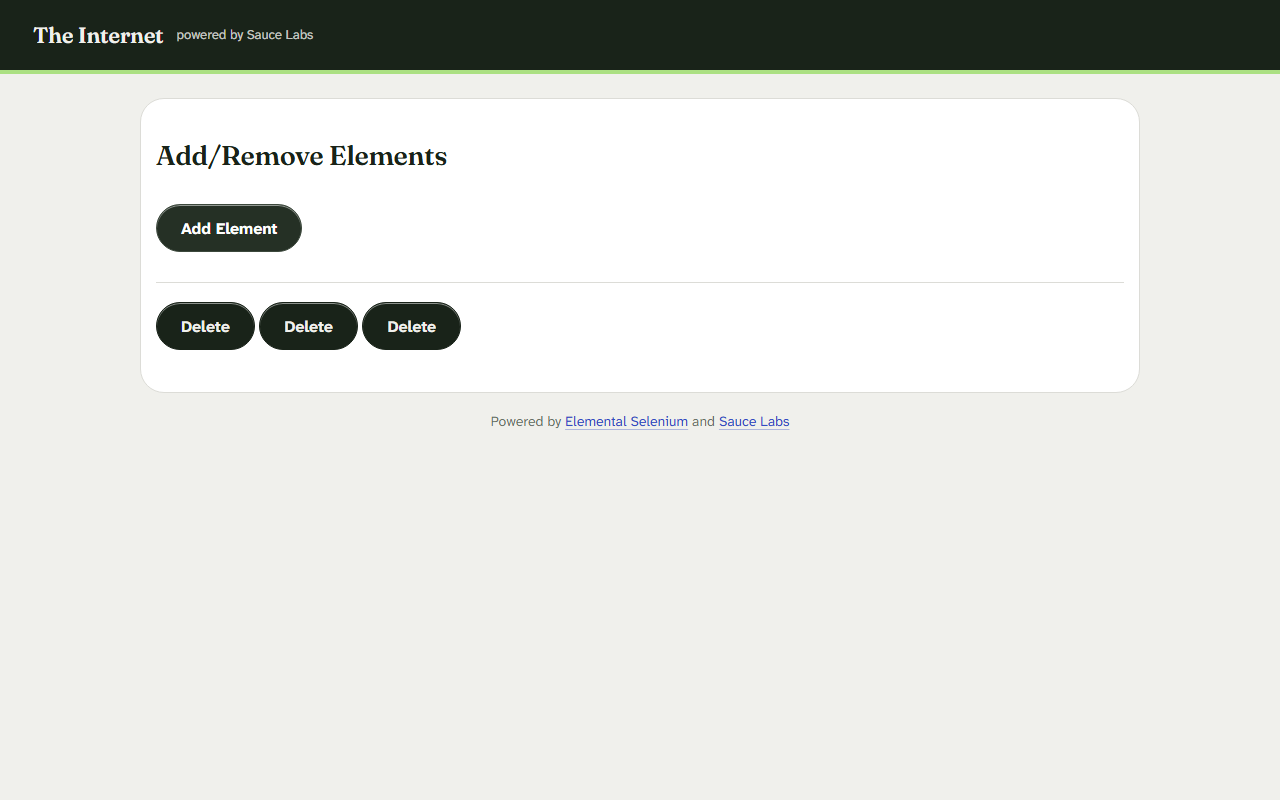 The Internet powered by Sauce Labs
Add/Remove Elements
Add Element
Delete Delete Delete
Powered by Elemental Selenium and Sauce Labs